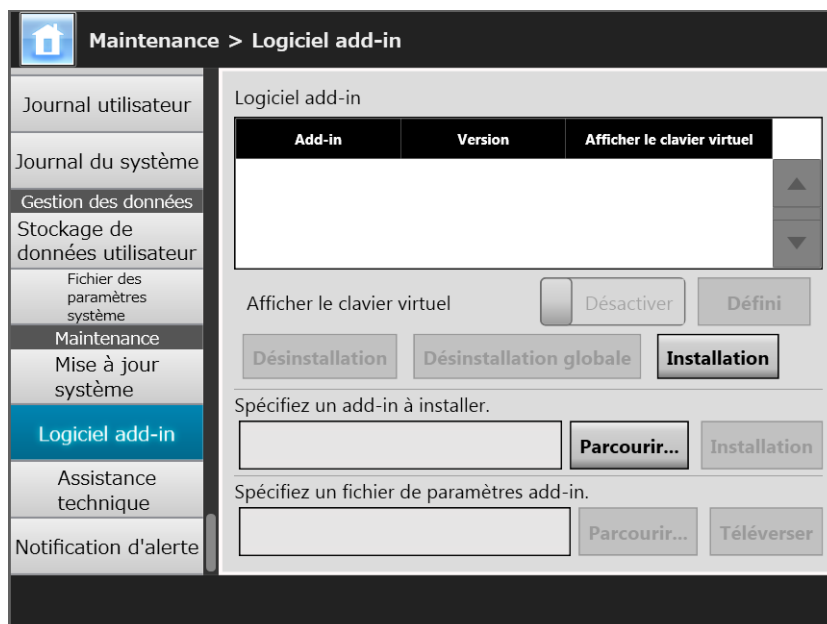 Maintenance > Logiciel add-in
Journal utilisateur
Journal du système
Gestion des données
Stockage de
données utilisateur
Fichier des
paramètres
système
Maintenance
Mise à jour
système
Logiciel add-in
Assistance
technique
Notification d'alerte
Logiciel add-in
Add-in Version Afficher le clavier virtuel
Afficher le clavier virtuel Désactiver Défini
Désinstallation Désinstallation globale Installation
Spécifiez un add-in à installer.
Parcourir... Installation
Spécifiez un fichier de paramètres add-in.
Parcourir... Téléverser